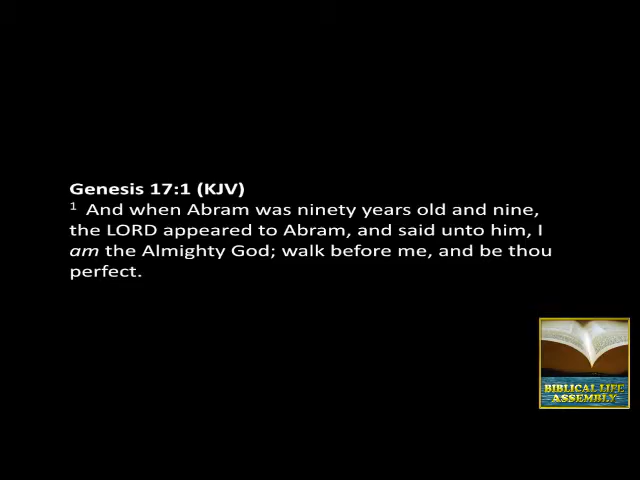 Genesis 17:1 (KJV)
1 And when Abram was ninety years old and nine,
the LORD appeared to Abram, and said unto him, I
am the Almighty God; walk before me, and be thou
perfect.
BIBLICAL LIFE
ASSEMBLY